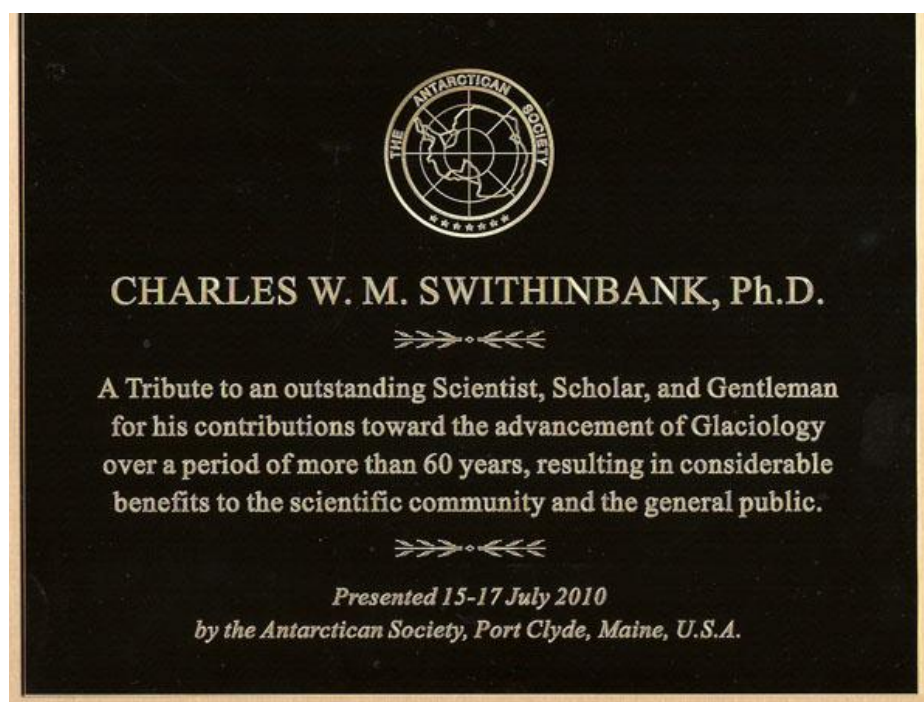 THE ANTARCTICAN SOCIETY
CHARLES W. M. SWITHINBANK, Ph.D.
A Tribute to an outstanding Scientist, Scholar, and Gentleman
for his contributions toward the advancement of Glaciology
over a period of more than 60 years, resulting in considerable
benefits to the scientific community and the general public.
Presented 15-17 July 2010
by the Antarctican Society, Port Clyde, Maine, U.S.A.